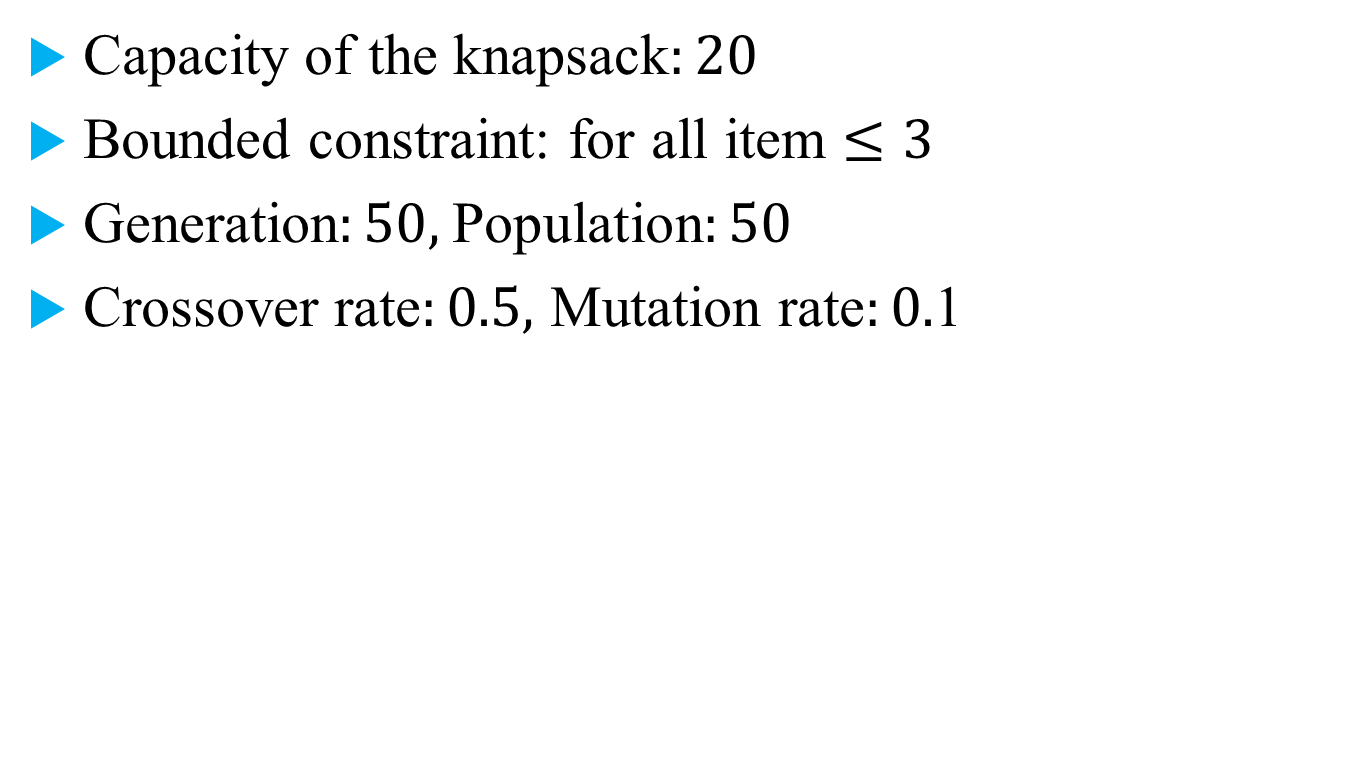 Capacity of the knapsack: 20
Bounded constraint: for all item ≤ 3
Generation: 50, Population: 50
Crossover rate: 0.5, Mutation rate: 0.1